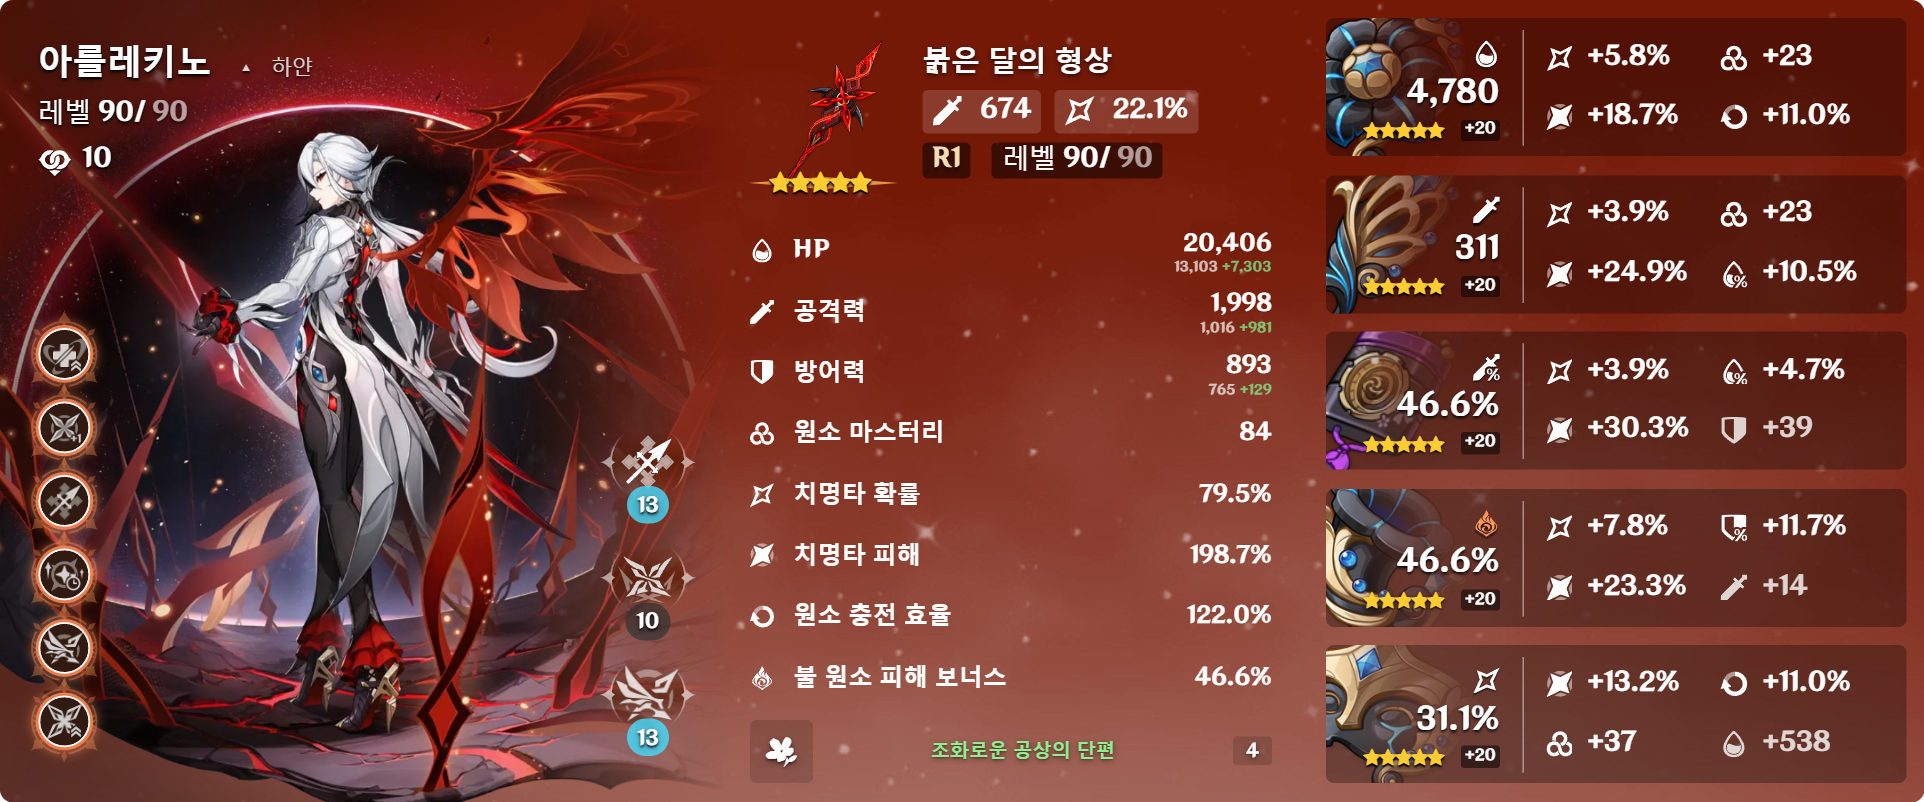 아를레키노 ▲ 하얀
레벨 90/ 90
10
+1
13
10
13
붉은 달의 형상
674 22.1%
R1 레벨 90/ 90
HP 20,406
13,103 +7,303
공격력 1,998
1,016 +981
방어력 893
765 +129
원소 마스터리 84
치명타 확률 79.5%
치명타 피해 198.7%
원소 충전 효율 122.0%
불 원소 피해 보너스 46.6%
조화로운 공상의 단편 4
4,780
+20
+5.8% +23
+18.7% +11.0%
311
+20
+3.9% +23
+24.9% % +10.5%
%
46.6%
+20
+3.9% % +4.7%
+30.3% +39
46.6%
+20
+7.8% % +11.7%
+23.3% +14
31.1%
+20
+13.2% +11.0%
+37 +538